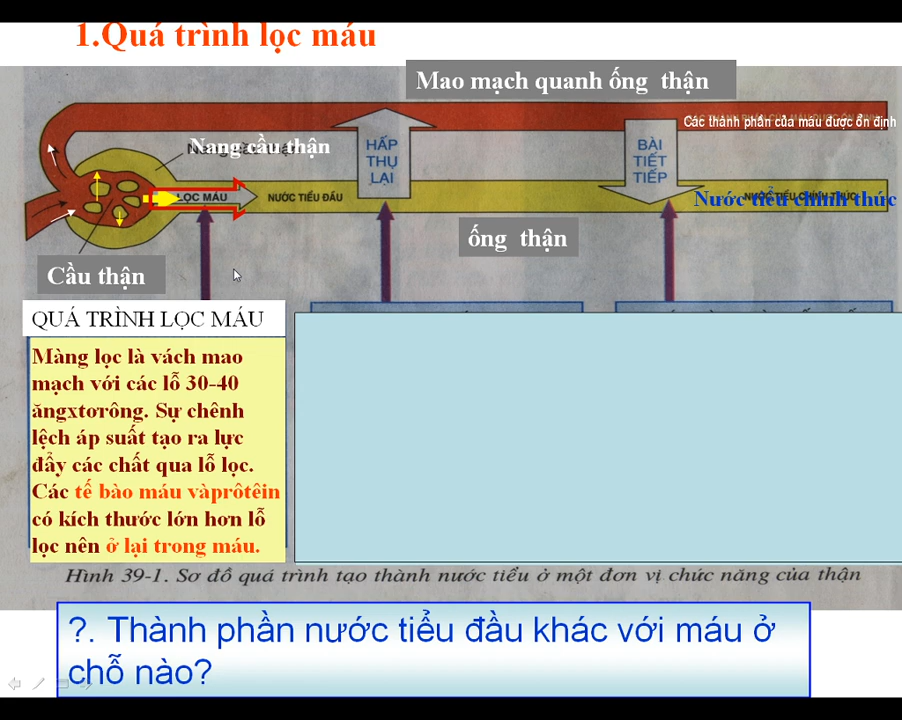 1.Quá trình lọc máu
Mao mạch quanh ống thận
Các thành phần của máu được ổn định
Nang cầu thận
HẤP
THỤ
LẠI
BÀI
TIẾT
TIẾP
LỌC MÁU
NƯỚC TIỂU ĐẦU
Nước tiểu chính thức
ống thận
Cầu thận
QUÁ TRÌNH LỌC MÁU
Màng lọc là vách mao
mạch với các lỗ 30-40
ăngxtơrông. Sự chênh
lệch áp suất tạo ra lực
đẩy các chất qua lỗ lọc.
Các tế bào máu vàprôtêin
có kích thước lớn hơn lỗ
lọc nên ở lại trong máu.
Hình 39-1. Sơ đồ quá trình tạo thành nước tiểu ở một đơn vị chức năng của thận
?. Thành phần nước tiểu đầu khác với máu ở
chỗ nào?